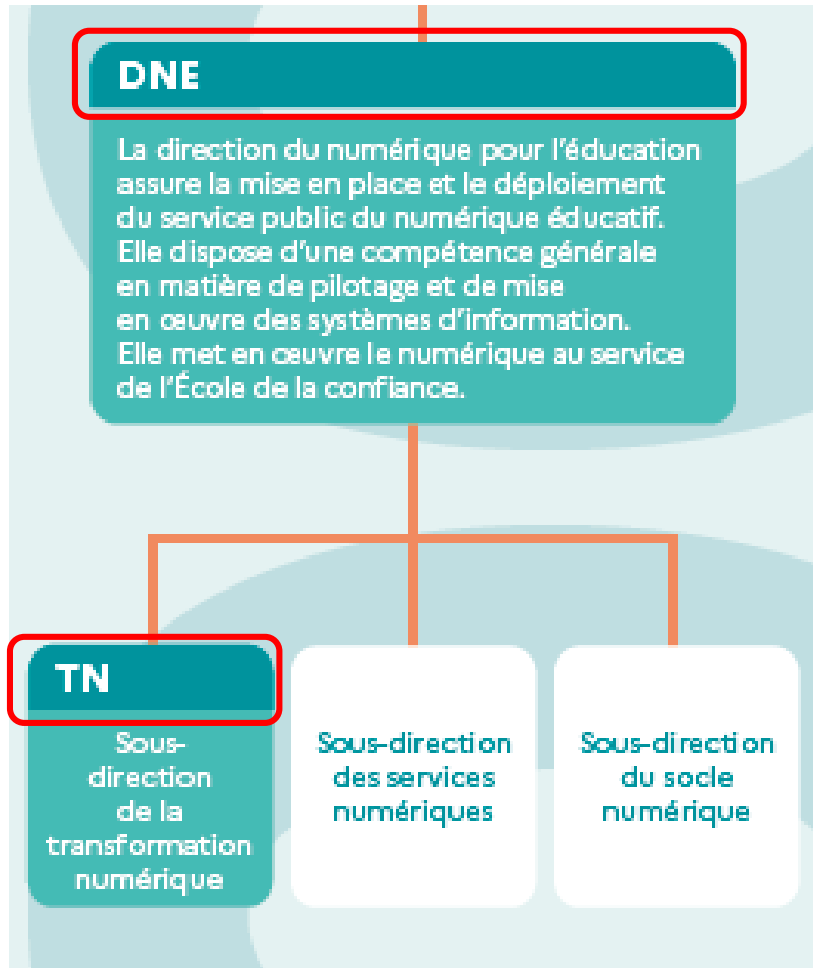 DNE
La direction du numérique pour l’éducation
assure la mise en place et le déploiement
du service public du numérique éducatif.
Elle dispose d’une compétence générale
en matière de pilotage et de mise
en œuvre des systèmes d’information.
Elle met en œuvre le numérique au service
de l’École de la confiance.
TN
Sous-
direction
de la
transformation
numérique
Sous-direction
des services
numériques
Sous-direction
du socle
numérique